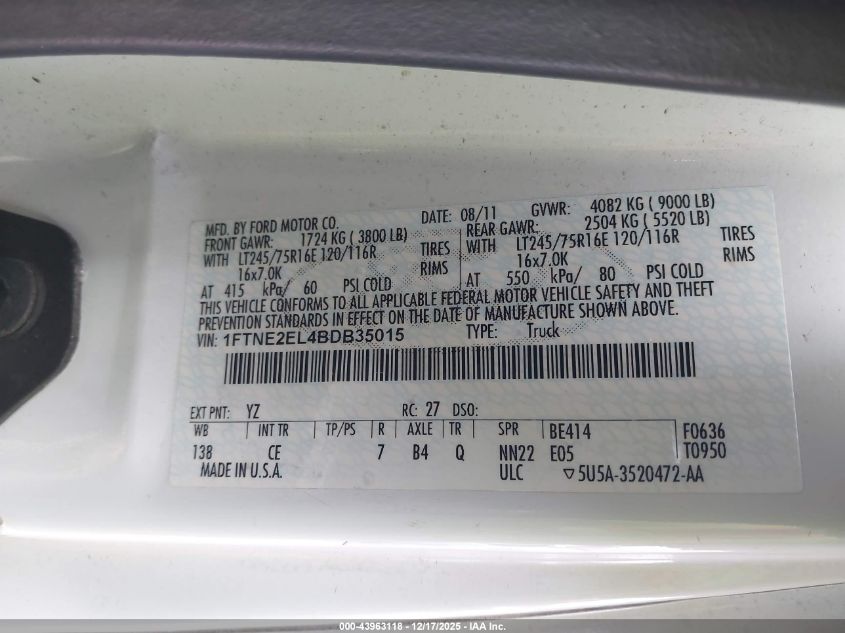 MFD. BY FORD MOTOR CO. DATE: 08/11 GVWR: 4082 KG ( 9000 LB)
FRONT GAWR: 1724 KG ( 3800 LB) REAR GAWR: 2504 KG ( 5520 LB)
WITH LT245/75R16E 120/116R TIRES WITH LT245/75R16E 120/116R TIRES
16x7.0K RIMS 16x7.0K RIMS
AT 415 kPa/ 60 PSI COLD AT 550 kPa/ 80 PSI COLD
THIS VEHICLE CONFORMS TO ALL APPLICABLE FEDERAL MOTOR VEHICLE SAFETY AND THEFT
PREVENTION STANDARDS IN EFFECT ON THE DATE OF MANUFACTURE SHOWN ABOVE.
VIN: 1FTNE2EL4BDB35015 TYPE: Truck
EXT PNT: YZ RC: 27 DSO:
WB INT TR TP/PS R AXLE TR SPR BE414 F0636
138 CE 7 B4 Q NN22 E05 T0950
MADE IN U.S.A. ULC ▽5U5A-3520472-AA
000-43963118 - 12/17/2025 - IAA Inc.